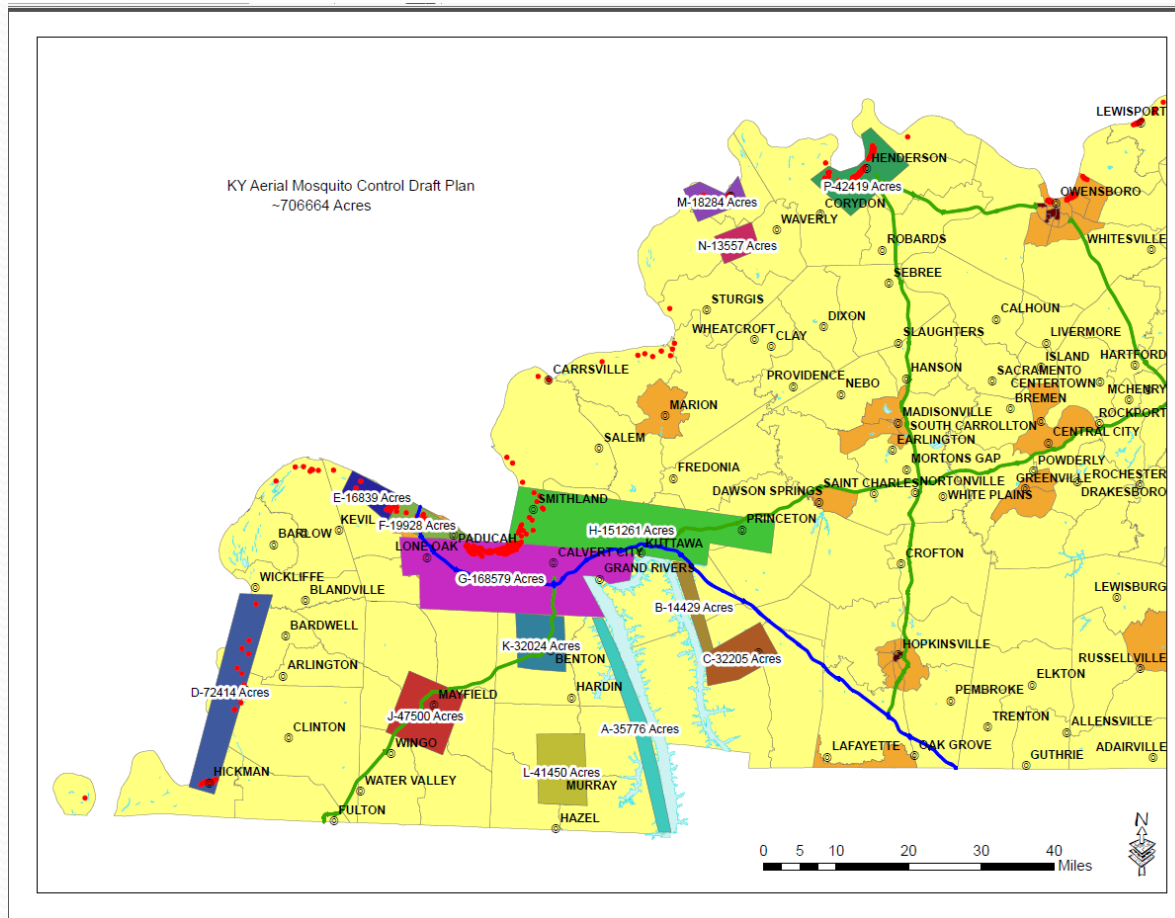 KY Aerial Mosquito Control Draft Plan
~706664 Acres
LEWISPORT
HENDERSON
P-42419 Acres
OWENSBORO
M-18284 Acres
CORYDON
WAVERLY
N-13557 Acres
ROBARDS
WHITESVILLE
SEBREE
STURGIS
CALHOUN
DIXON
WHEATCROFT
CLAY
SLAUGHTERS
LIVERMORE
ISLAND
HARTFORD
CARRSVILLE
HANSON
SACRAMENTO
PROVIDENCE
NEBO
CENTERTOWN
MCHENRY
BREMEN
MARION
MADISONVILLE
ROCKPORT
SOUTH CARROLLTON
SALEM
EARLINGTON
CENTRAL CITY
MORTONS GAP
POWDERLY
FREDONIA
SAINT CHARLES
NORTONVILLE
GREENVILLE
ROCHESTER
DAWSON SPRINGS
WHITE PLAINS
DRAKESBORO
E-16839 Acres
SMITHLAND
KEVIL
F-19928 Acres
PRINCETON
BARLOW
PADUCAH
H-151261 Acres
LONE OAK
KUTTAWA
CALVERT CITY
CROFTON
GRAND RIVERS
G-168579 Acres
WICKLIFFE
BLANDVILLE
LEWISBURG
B-14429 Acres
BARDWELL
HOPKINSVILLE
K-32024 Acres
BENTON
C-32205 Acres
ARLINGTON
RUSSELLVILLE
ELKTON
D-72414 Acres
MAYFIELD
HARDIN
PEMBROKE
J-47500 Acres
CLINTON
A-35776 Acres
TRENTON
ALLENSVILLE
WINGO
LAFAYETTE
OAK GROVE
ADAIRVILLE
GUTHRIE
HICKMAN
L-41450 Acres
WATER VALLEY
MURRAY
FULTON
HAZEL
N
0 5 10 20 30 40
Miles